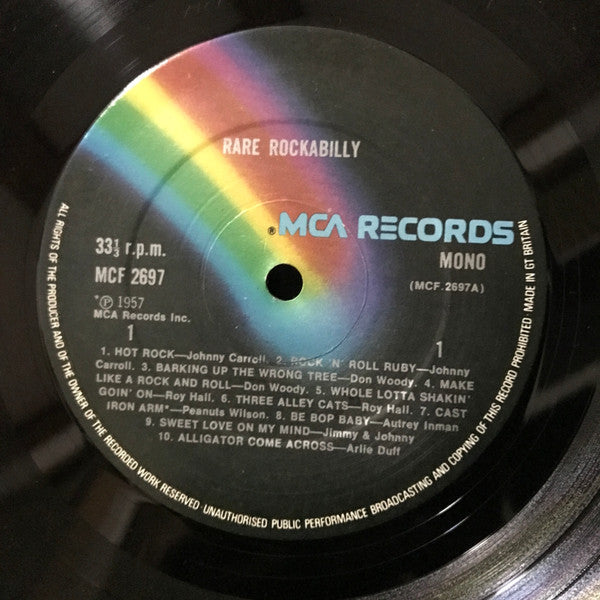 RARE ROCKABILLY
®MCA RECORDS
33⅓ r.p.m.
MONO
MCF 2697
(MCF.2697A)
*Ⓟ 1957
MCA Records Inc.
1
1
1. HOT ROCK—Johnny Carroll. 2. ROCK 'N' ROLL RUBY—Johnny
Carroll. 3. BARKING UP THE WRONG TREE—Don Woody. 4. MAKE
LIKE A ROCK AND ROLL—Don Woody. 5. WHOLE LOTTA SHAKIN'
GOIN' ON—Roy Hall. 6. THREE ALLEY CATS—Roy Hall. 7. CAST
IRON ARM*—Peanuts Wilson. 8. BE BOP BABY—Autrey Inman
9. SWEET LOVE ON MY MIND—Jimmy & Johnny
10. ALLIGATOR COME ACROSS—Arlie Duff
ALL RIGHTS OF THE PRODUCER AND OF THE OWNER OF THE RECORDED WORK RESERVED UNAUTHORISED PUBLIC PERFORMANCE BROADCASTING AND COPYING OF THIS RECORD PROHIBITED MADE IN GT BRITAIN